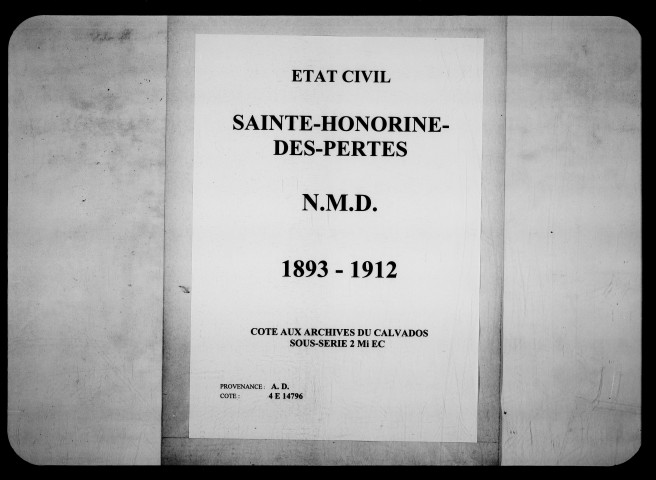 ETAT CIVIL
SAINTE-HONORINE-
DES-PERTES
N.M.D.
1893 - 1912
COTE AUX ARCHIVES DU CALVADOS
SOUS-SERIE 2 Mi EC
PROVENANCE : A. D.
COTE : 4 E 14796